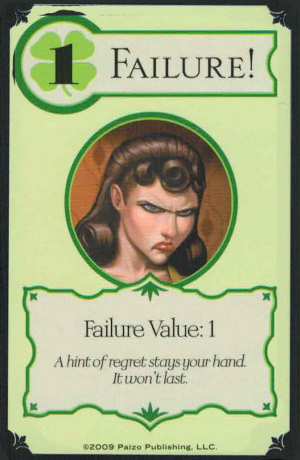 1 FAILURE!
Failure Value: 1
A hint of regret stays your hand.
It won't last.
©2009 Paizo Publishing, LLC.